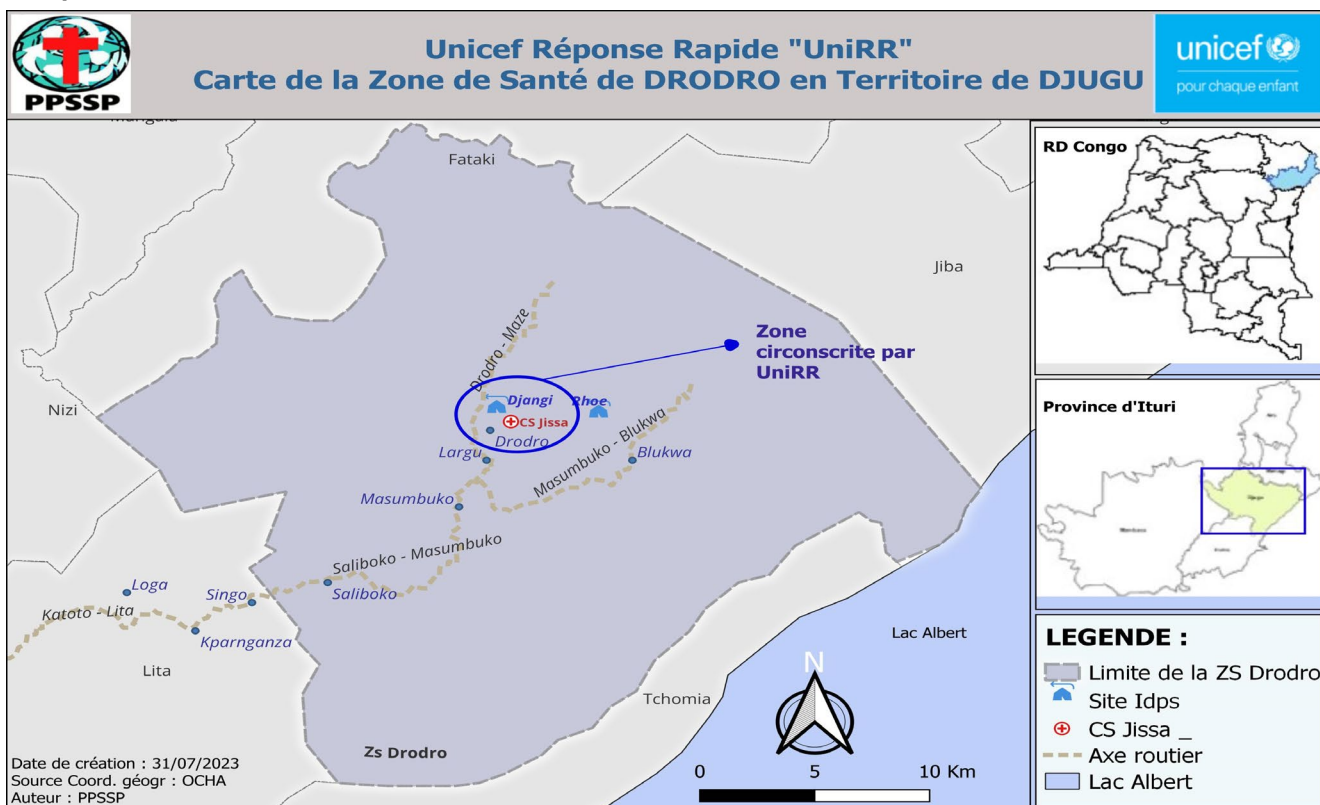 PPSSP
Unicef Réponse Rapide "UniRR"
Carte de la Zone de Santé de DRODRO en Territoire de DJUGU
unicef
pour chaque enfant
Fataki
Jiba
Nizi
Drodro - Maze
Zone
circonscrite par
UniRR
Djangi
Rhoe
CS Jissa
Drodro
Largu
Masumbuko - Blukwa
Blukwa
Masumbuko
Saliboko - Masumbuko
Saliboko
Loga
Singo
Katoto - Lita
Kparnganza
Lita
Lac Albert
Tchomia
Zs Drodro
N
0 5 10 Km
Date de création : 31/07/2023
Source Coord. géogr : OCHA
Auteur : PPSSP
RD Congo
Province d'Ituri
Djugu
LEGENDE :
Limite de la ZS Drodro
Site Idps
CS Jissa _
Axe routier
Lac Albert